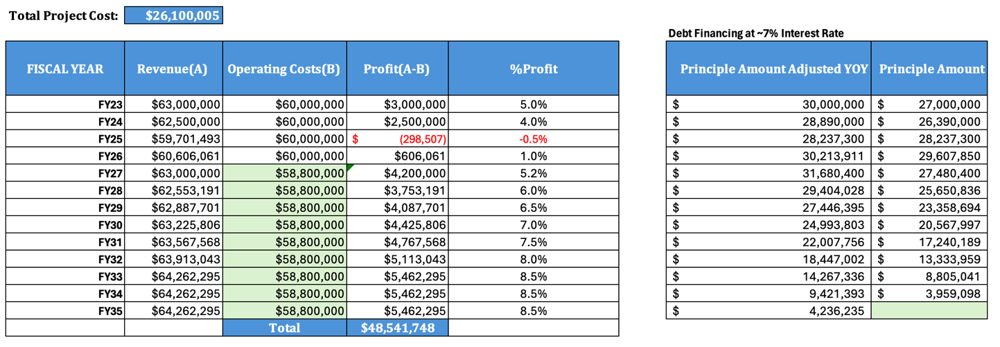 Total Project Cost: $26,100,005
Debt Financing at ~7% Interest Rate
FISCAL YEAR Revenue(A) Operating Costs(B) Profit(A-B) %Profit Principle Amount Adjusted YOY Principle Amount
FY23 $63,000,000 $60,000,000 $3,000,000 5.0% $ 30,000,000 $ 27,000,000
FY24 $62,500,000 $60,000,000 $2,500,000 4.0% $ 28,890,000 $ 26,390,000
FY25 $59,701,493 $60,000,000 $ (298,507) -0.5% $ 28,237,300 $ 28,237,300
FY26 $60,606,061 $60,000,000 $606,061 1.0% $ 30,213,911 $ 29,607,850
FY27 $63,000,000 $58,800,000 $4,200,000 5.2% $ 31,680,400 $ 27,480,400
FY28 $62,553,191 $58,800,000 $3,753,191 6.0% $ 29,404,028 $ 25,650,836
FY29 $62,887,701 $58,800,000 $4,087,701 6.5% $ 27,446,395 $ 23,358,694
FY30 $63,225,806 $58,800,000 $4,425,806 7.0% $ 24,993,803 $ 20,567,997
FY31 $63,567,568 $58,800,000 $4,767,568 7.5% $ 22,007,756 $ 17,240,189
FY32 $63,913,043 $58,800,000 $5,113,043 8.0% $ 18,447,002 $ 13,333,959
FY33 $64,262,295 $58,800,000 $5,462,295 8.5% $ 14,267,336 $ 8,805,041
FY34 $64,262,295 $58,800,000 $5,462,295 8.5% $ 9,421,393 $ 3,959,098
FY35 $64,262,295 $58,800,000 $5,462,295 8.5% $ 4,236,235
Total $48,541,748